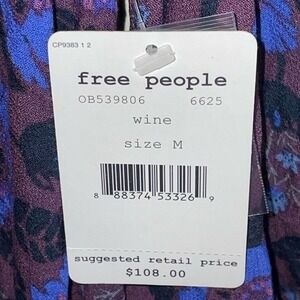 CP9383 1 2
free people
OB539806 6625
wine
size M
8 88374 53326 9
suggested retail price
$108.00